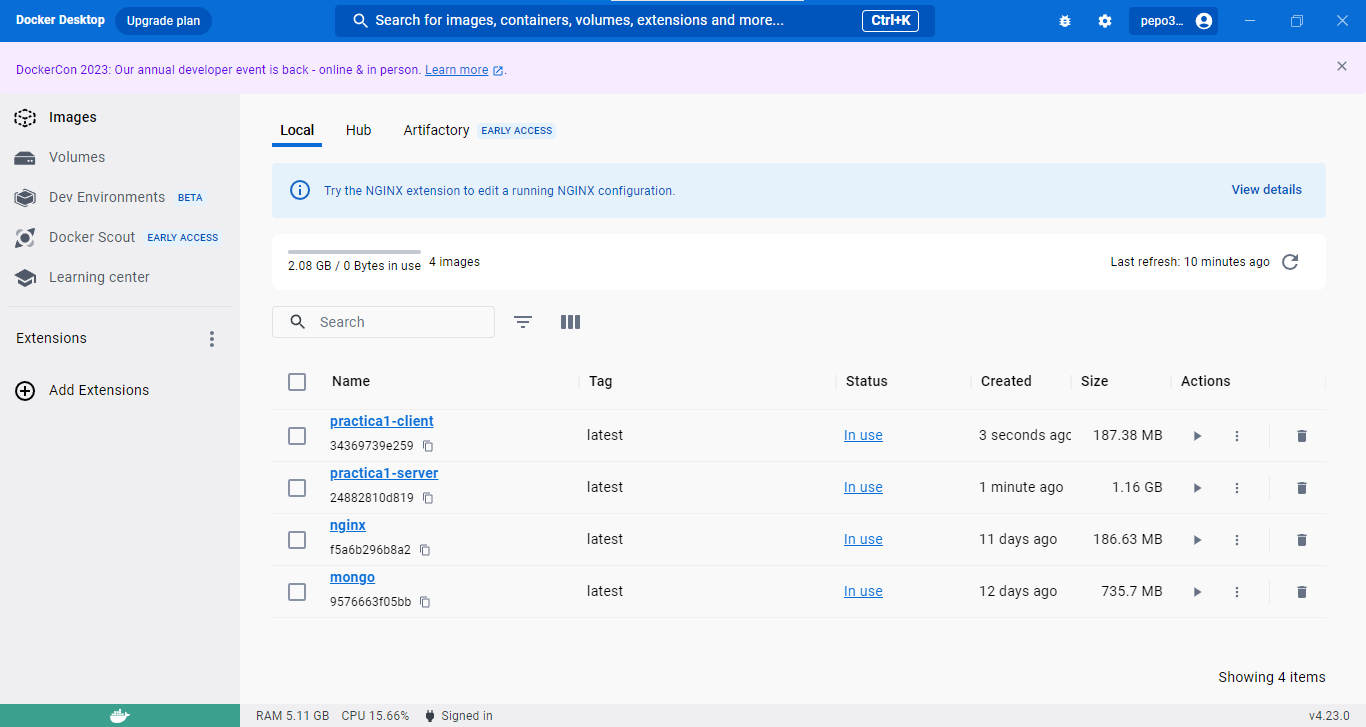 Docker Desktop Upgrade plan Search for images, containers, volumes, extensions and more... Ctrl+K pepo3...
DockerCon 2023: Our annual developer event is back - online & in person. Learn more .
Images
Volumes
Dev Environments BETA
Docker Scout EARLY ACCESS
Learning center
Extensions
Add Extensions
Local Hub Artifactory EARLY ACCESS
Try the NGINX extension to edit a running NGINX configuration. View details
2.08 GB / 0 Bytes in use 4 images Last refresh: 10 minutes ago
Search
Name Tag Status Created Size Actions
practica1-client
34369739e259 latest In use 3 seconds agc 187.38 MB
practica1-server
24882810d819 latest In use 1 minute ago 1.16 GB
nginx
f5a6b296b8a2 latest In use 11 days ago 186.63 MB
mongo
9576663f05bb latest In use 12 days ago 735.7 MB
Showing 4 items
RAM 5.11 GB CPU 15.66% Signed in v4.23.0